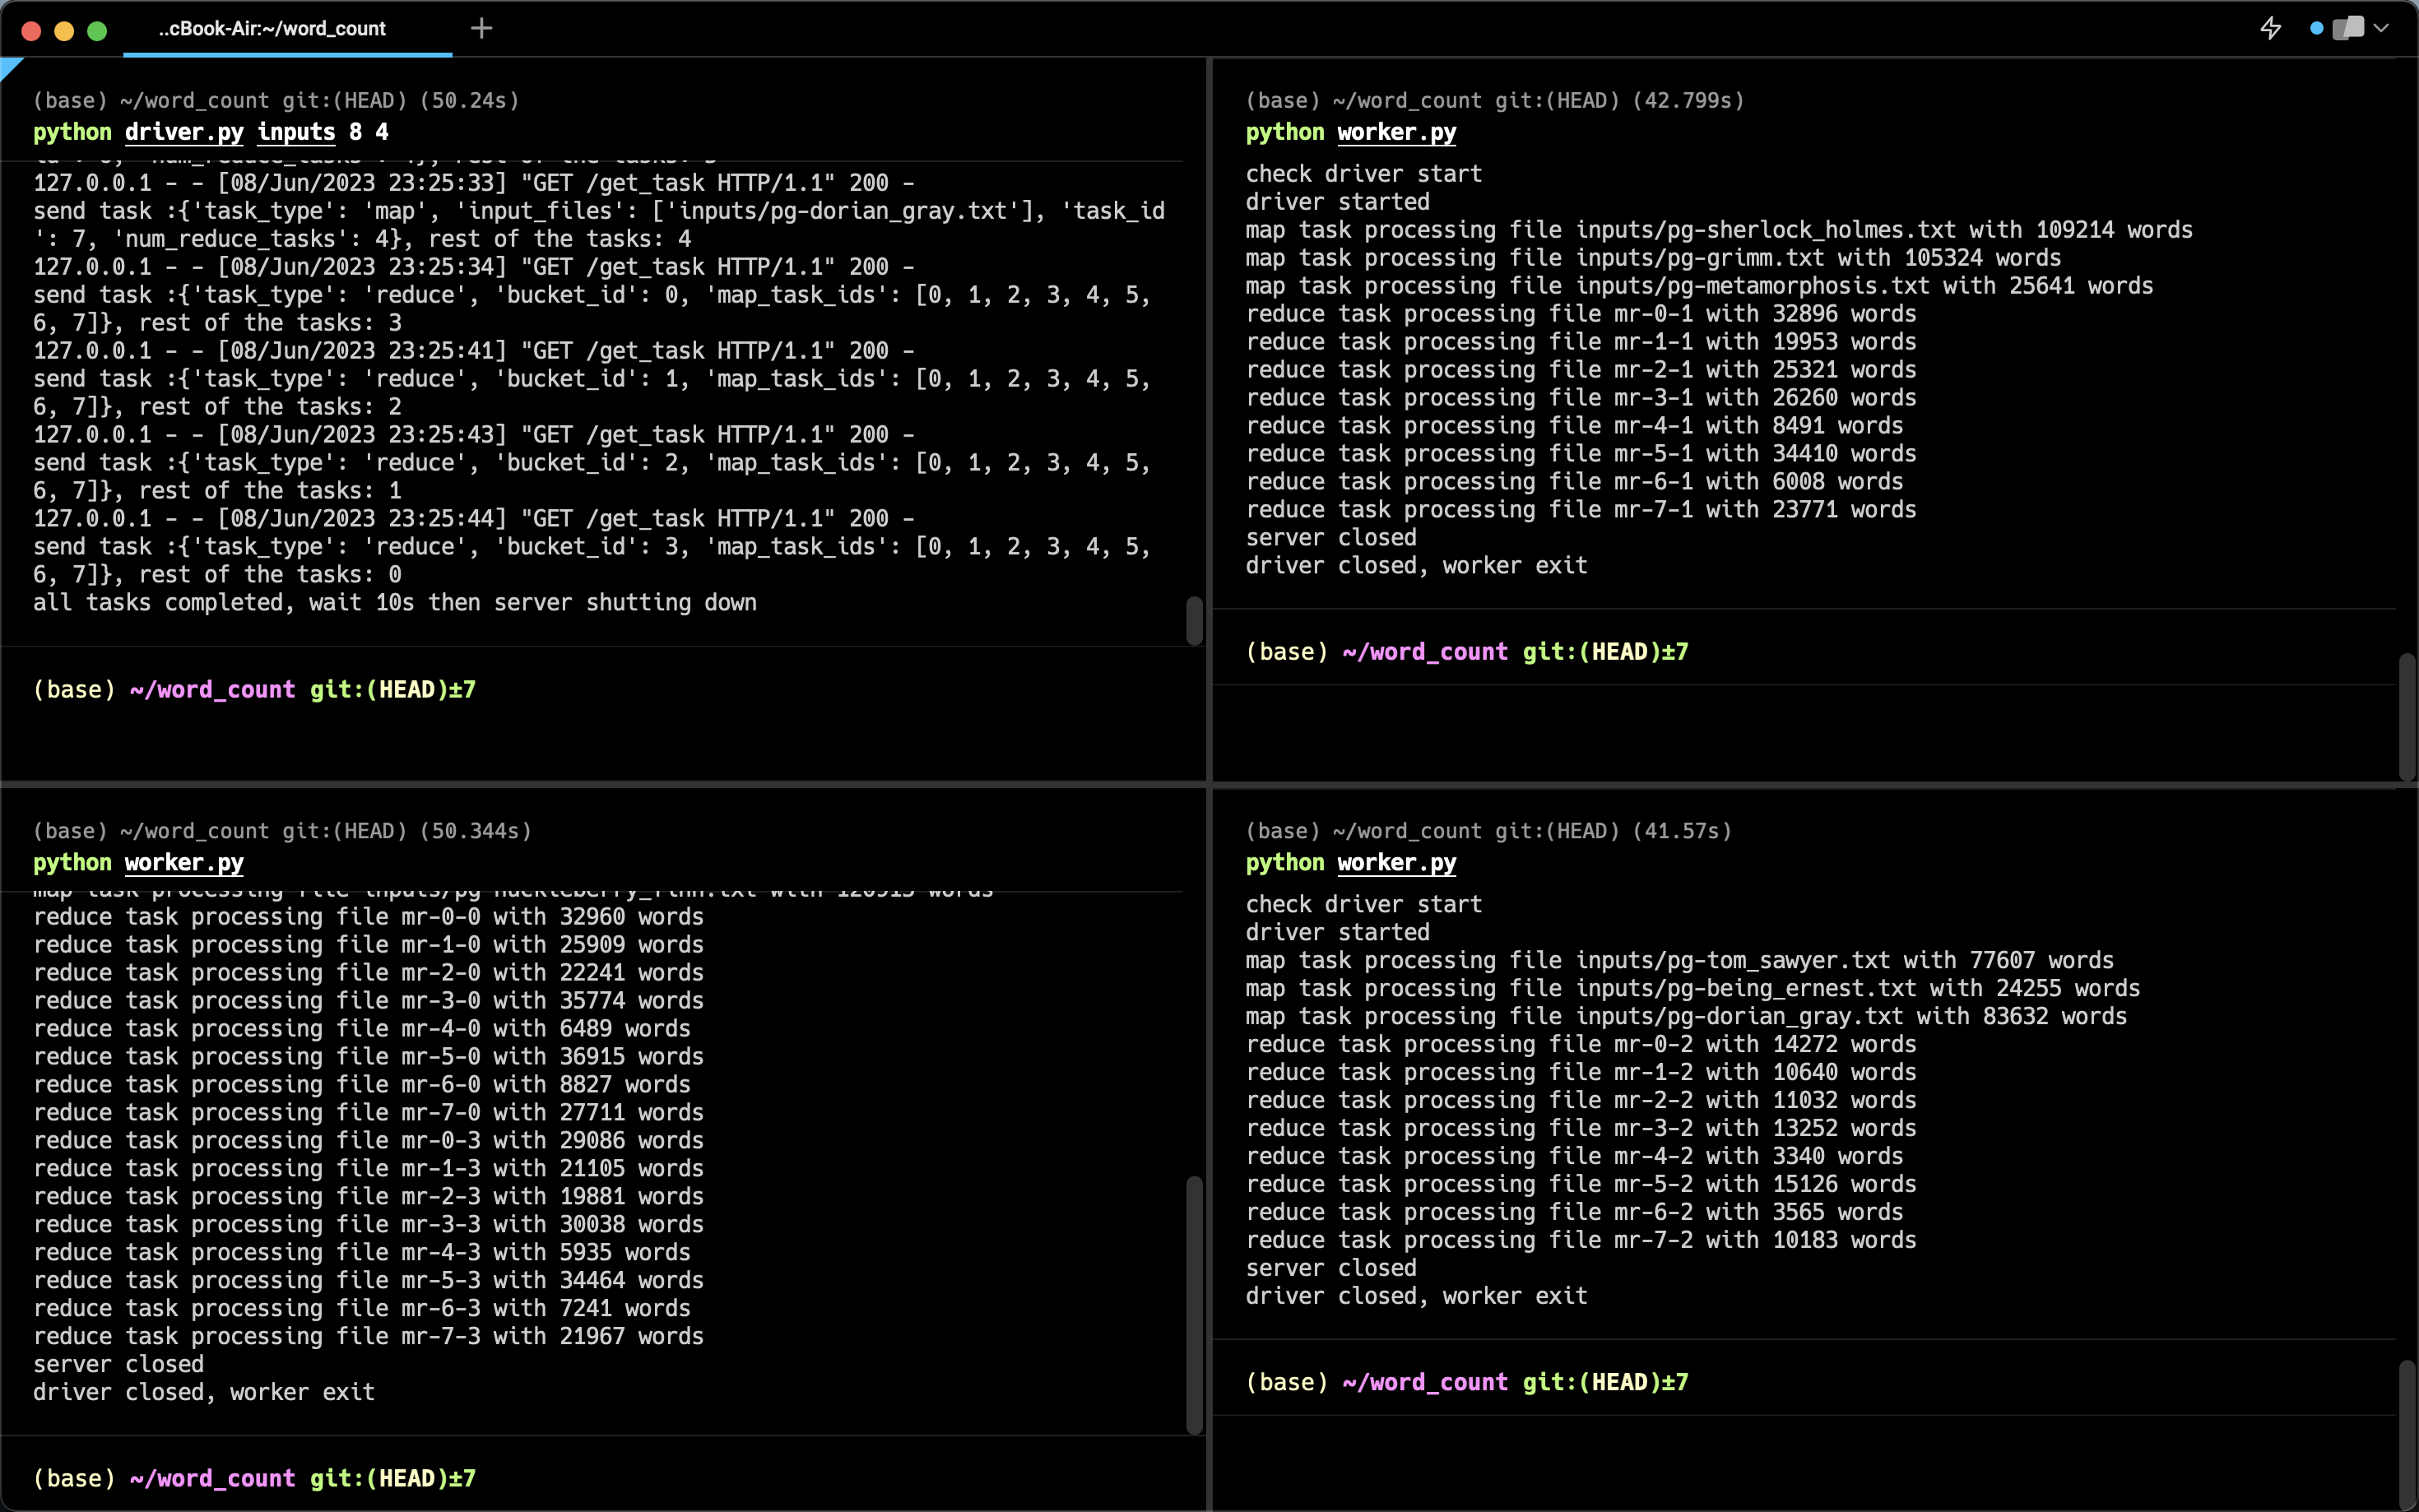 ..cBook-Air:~/word_count
(base) ~/word_count git:(HEAD) (50.24s)
python driver.py inputs 8 4
127.0.0.1 - - [08/Jun/2023 23:25:33] "GET /get_task HTTP/1.1" 200 -
send task :{'task_type': 'map', 'input_files': ['inputs/pg-dorian_gray.txt'], 'task_id
': 7, 'num_reduce_tasks': 4}, rest of the tasks: 4
127.0.0.1 - - [08/Jun/2023 23:25:34] "GET /get_task HTTP/1.1" 200 -
send task :{'task_type': 'reduce', 'bucket_id': 0, 'map_task_ids': [0, 1, 2, 3, 4, 5,
6, 7]}, rest of the tasks: 3
127.0.0.1 - - [08/Jun/2023 23:25:41] "GET /get_task HTTP/1.1" 200 -
send task :{'task_type': 'reduce', 'bucket_id': 1, 'map_task_ids': [0, 1, 2, 3, 4, 5,
6, 7]}, rest of the tasks: 2
127.0.0.1 - - [08/Jun/2023 23:25:43] "GET /get_task HTTP/1.1" 200 -
send task :{'task_type': 'reduce', 'bucket_id': 2, 'map_task_ids': [0, 1, 2, 3, 4, 5,
6, 7]}, rest of the tasks: 1
127.0.0.1 - - [08/Jun/2023 23:25:44] "GET /get_task HTTP/1.1" 200 -
send task :{'task_type': 'reduce', 'bucket_id': 3, 'map_task_ids': [0, 1, 2, 3, 4, 5,
6, 7]}, rest of the tasks: 0
all tasks completed, wait 10s then server shutting down
(base) ~/word_count git:(HEAD)±7
(base) ~/word_count git:(HEAD) (42.799s)
python worker.py
check driver start
driver started
map task processing file inputs/pg-sherlock_holmes.txt with 109214 words
map task processing file inputs/pg-grimm.txt with 105324 words
map task processing file inputs/pg-metamorphosis.txt with 25641 words
reduce task processing file mr-0-1 with 32896 words
reduce task processing file mr-1-1 with 19953 words
reduce task processing file mr-2-1 with 25321 words
reduce task processing file mr-3-1 with 26260 words
reduce task processing file mr-4-1 with 8491 words
reduce task processing file mr-5-1 with 34410 words
reduce task processing file mr-6-1 with 6008 words
reduce task processing file mr-7-1 with 23771 words
server closed
driver closed, worker exit
(base) ~/word_count git:(HEAD)±7
(base) ~/word_count git:(HEAD) (50.344s)
python worker.py
reduce task processing file mr-0-0 with 32960 words
reduce task processing file mr-1-0 with 25909 words
reduce task processing file mr-2-0 with 22241 words
reduce task processing file mr-3-0 with 35774 words
reduce task processing file mr-4-0 with 6489 words
reduce task processing file mr-5-0 with 36915 words
reduce task processing file mr-6-0 with 8827 words
reduce task processing file mr-7-0 with 27711 words
reduce task processing file mr-0-3 with 29086 words
reduce task processing file mr-1-3 with 21105 words
reduce task processing file mr-2-3 with 19881 words
reduce task processing file mr-3-3 with 30038 words
reduce task processing file mr-4-3 with 5935 words
reduce task processing file mr-5-3 with 34464 words
reduce task processing file mr-6-3 with 7241 words
reduce task processing file mr-7-3 with 21967 words
server closed
driver closed, worker exit
(base) ~/word_count git:(HEAD)±7
(base) ~/word_count git:(HEAD) (41.57s)
python worker.py
check driver start
driver started
map task processing file inputs/pg-tom_sawyer.txt with 77607 words
map task processing file inputs/pg-being_ernest.txt with 24255 words
map task processing file inputs/pg-dorian_gray.txt with 83632 words
reduce task processing file mr-0-2 with 14272 words
reduce task processing file mr-1-2 with 10640 words
reduce task processing file mr-2-2 with 11032 words
reduce task processing file mr-3-2 with 13252 words
reduce task processing file mr-4-2 with 3340 words
reduce task processing file mr-5-2 with 15126 words
reduce task processing file mr-6-2 with 3565 words
reduce task processing file mr-7-2 with 10183 words
server closed
driver closed, worker exit
(base) ~/word_count git:(HEAD)±7